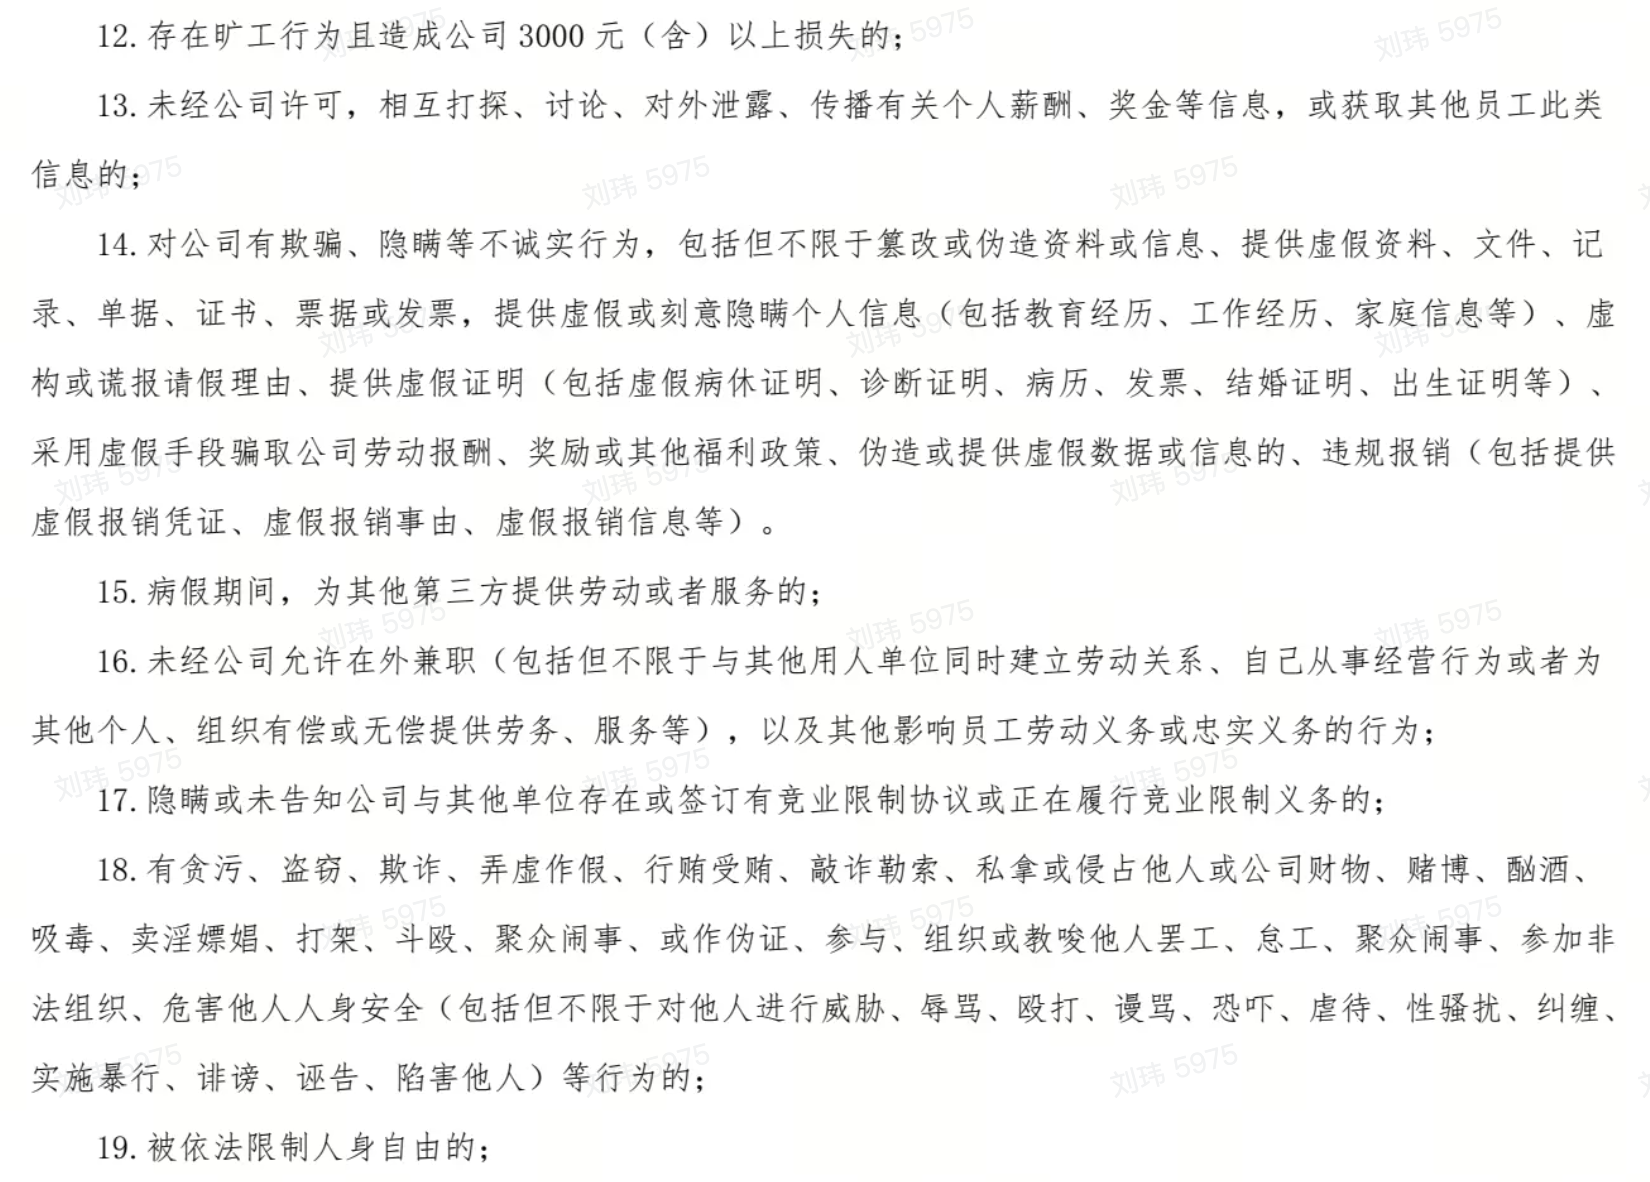 12.存在旷工行为且造成公司 3000 元（含）以上损失的；
13.未经公司许可，相互打探、讨论、对外泄露、传播有关个人薪酬、奖金等信息，或获取其他员工此类
信息的；
14.对公司有欺骗、隐瞒等不诚实行为，包括但不限于篡改或伪造资料或信息、提供虚假资料、文件、记
录、单据、证书、票据或发票，提供虚假或刻意隐瞒个人信息（包括教育经历、工作经历、家庭信息等）、虚
构或谎报请假理由、提供虚假证明（包括虚假病休证明、诊断证明、病历、发票、结婚证明、出生证明等）、
采用虚假手段骗取公司劳动报酬、奖励或其他福利政策、伪造或提供虚假数据或信息的、违规报销（包括提供
虚假报销凭证、虚假报销事由、虚假报销信息等）。
15.病假期间，为其他第三方提供劳动或者服务的；
16.未经公司允许在外兼职（包括但不限于与其他用人单位同时建立劳动关系、自己从事经营行为或者为
其他个人、组织有偿或无偿提供劳务、服务等），以及其他影响员工劳动义务或忠实义务的行为；
17.隐瞒或未告知公司与其他单位存在或签订有竞业限制协议或正在履行竞业限制义务的；
18.有贪污、盗窃、欺诈、弄虚作假、行贿受贿、敲诈勒索、私拿或侵占他人或公司财物、赌博、酗酒、
吸毒、卖淫嫖娼、打架、斗殴、聚众闹事、或作伪证、参与、组织或教唆他人罢工、怠工、聚众闹事、参加非
法组织、危害他人人身安全（包括但不限于对他人进行威胁、辱骂、殴打、谩骂、恐吓、虐待、性骚扰、纠缠、
实施暴行、诽谤、诬告、陷害他人）等行为的；
19.被依法限制人身自由的；
刘玮 5975